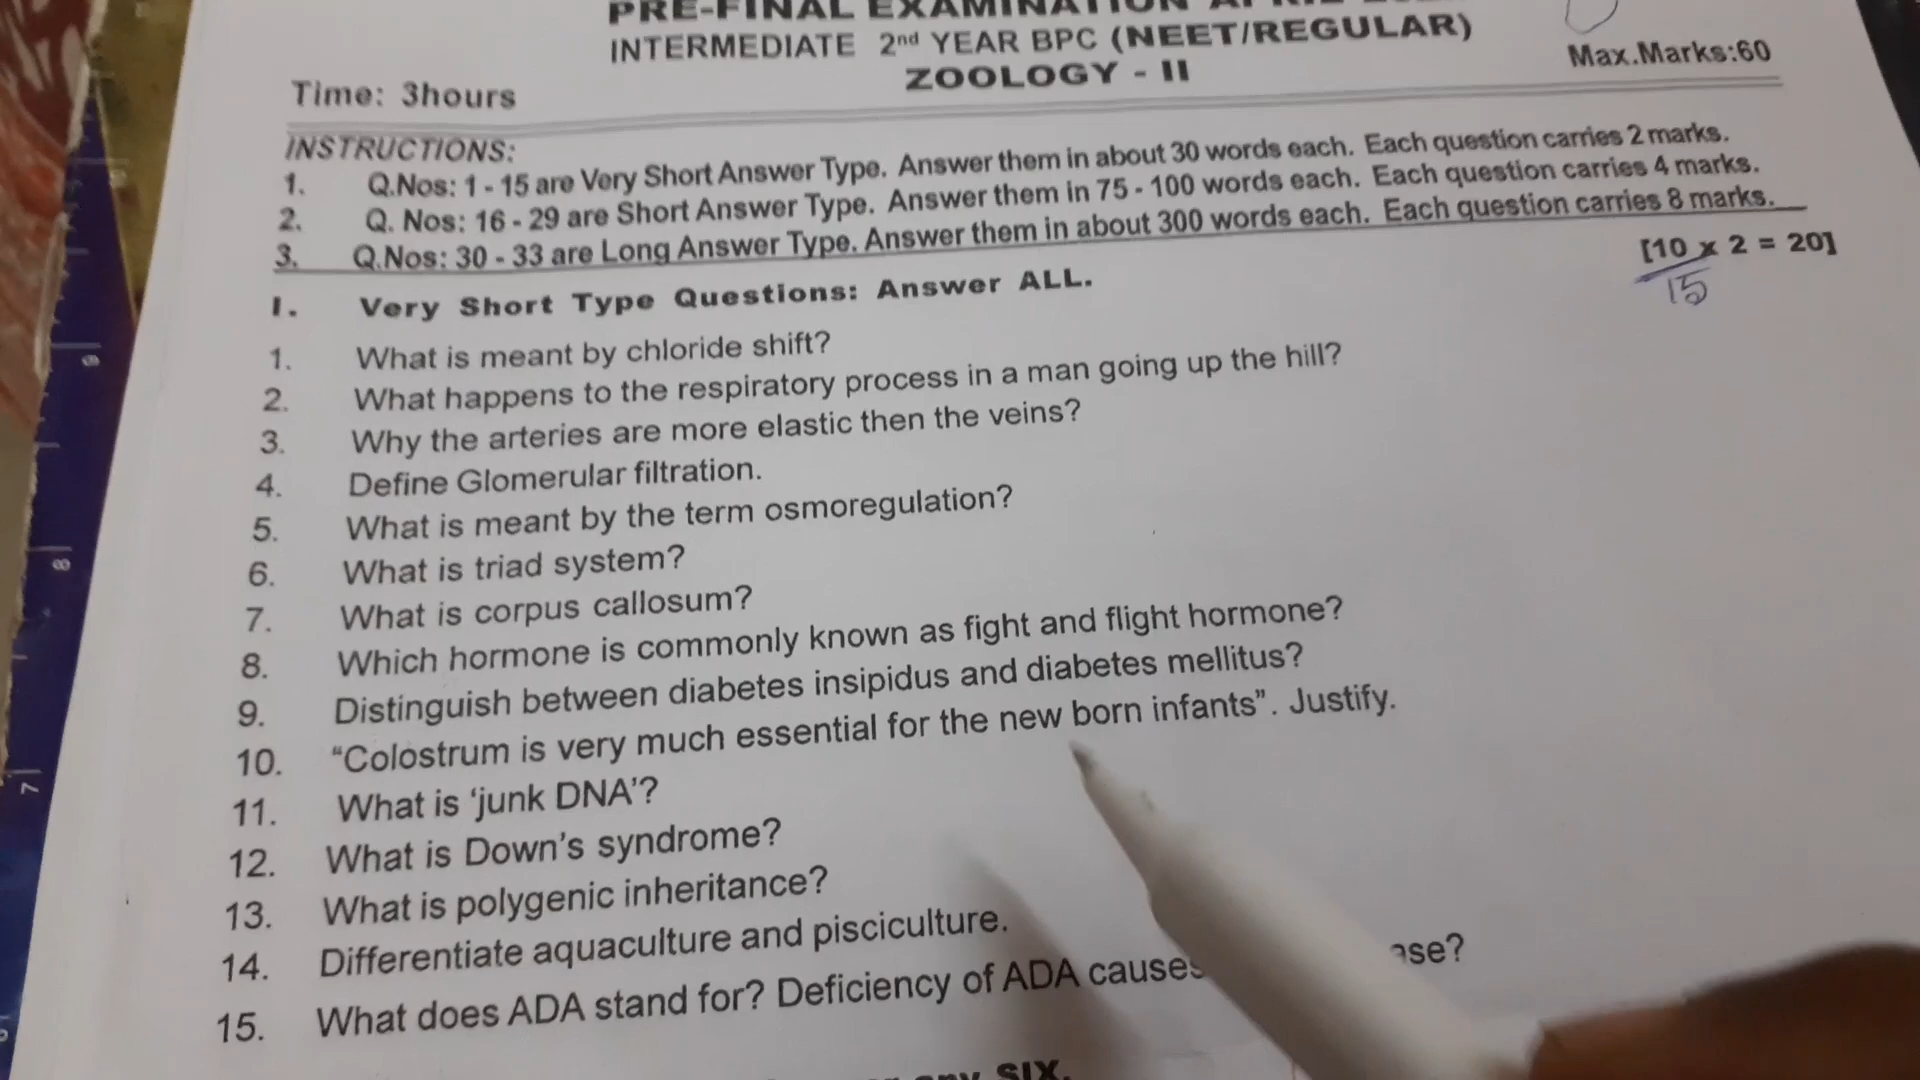 PRE-FINAL EXAMINATION
INTERMEDIATE 2nd YEAR BPC (NEET/REGULAR)
ZOOLOGY - II
Time: 3hours
Max.Marks:60
INSTRUCTIONS:
1. Q.Nos: 1 - 15 are Very Short Answer Type. Answer them in about 30 words each. Each question carries 2 marks.
2. Q. Nos: 16 - 29 are Short Answer Type. Answer them in 75 - 100 words each. Each question carries 4 marks.
3. Q.Nos: 30 - 33 are Long Answer Type. Answer them in about 300 words each. Each question carries 8 marks.
I. Very Short Type Questions: Answer ALL. [10 x 2 = 20]
15
1. What is meant by chloride shift?
2. What happens to the respiratory process in a man going up the hill?
3. Why the arteries are more elastic then the veins?
4. Define Glomerular filtration.
5. What is meant by the term osmoregulation?
6. What is triad system?
7. What is corpus callosum?
8. Which hormone is commonly known as fight and flight hormone?
9. Distinguish between diabetes insipidus and diabetes mellitus?
10. “Colostrum is very much essential for the new born infants”. Justify.
11. What is ‘junk DNA’?
12. What is Down’s syndrome?
13. What is polygenic inheritance?
14. Differentiate aquaculture and pisciculture.
15. What does ADA stand for? Deficiency of ADA causes
SIX.
9
8
7